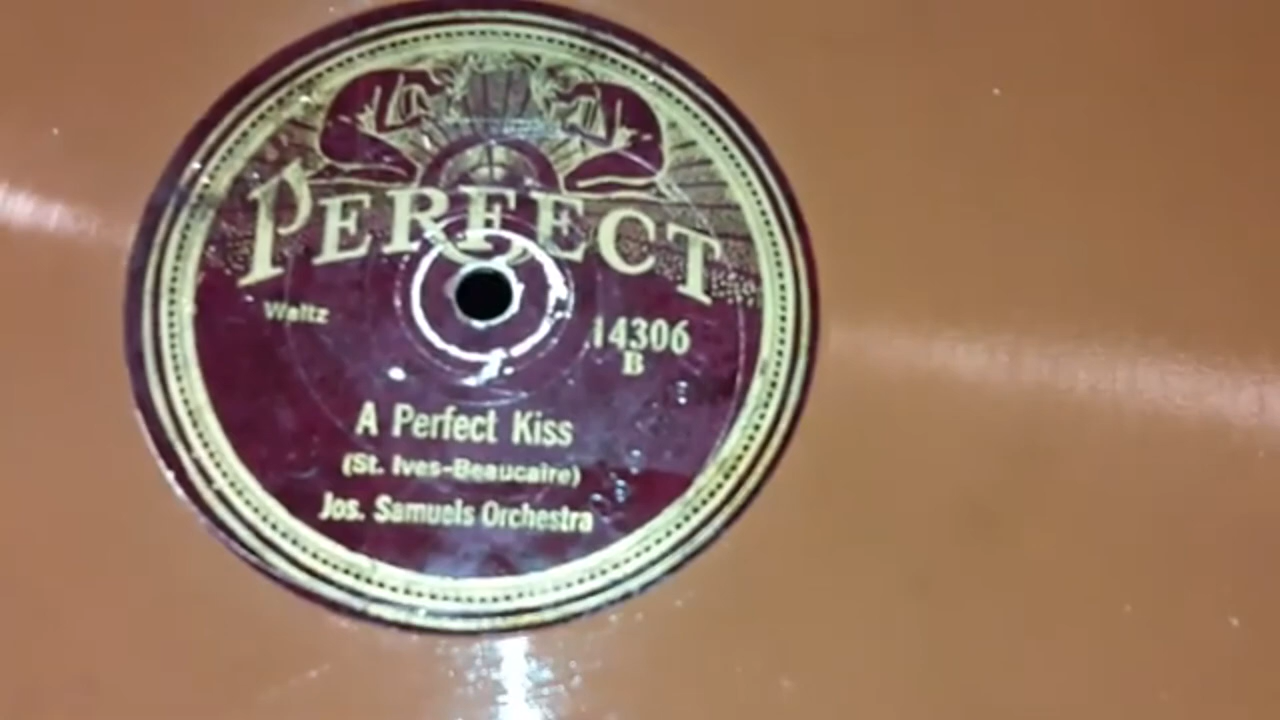 PERFECT
Waltz
14306
B
A Perfect Kiss
(St. Ives-Beaucaire)
Jos. Samuels Orchestra